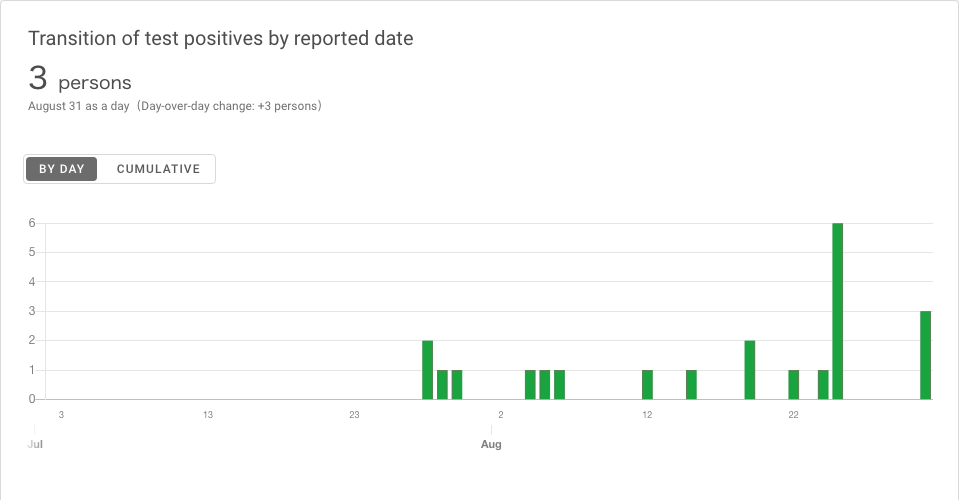 Transition of test positives by reported date
3 persons
August 31 as a day（Day-over-day change: +3 persons）
BY DAY CUMULATIVE
6
5
4
3
2
1
0
3 13 23 2 12 22
Jul Aug